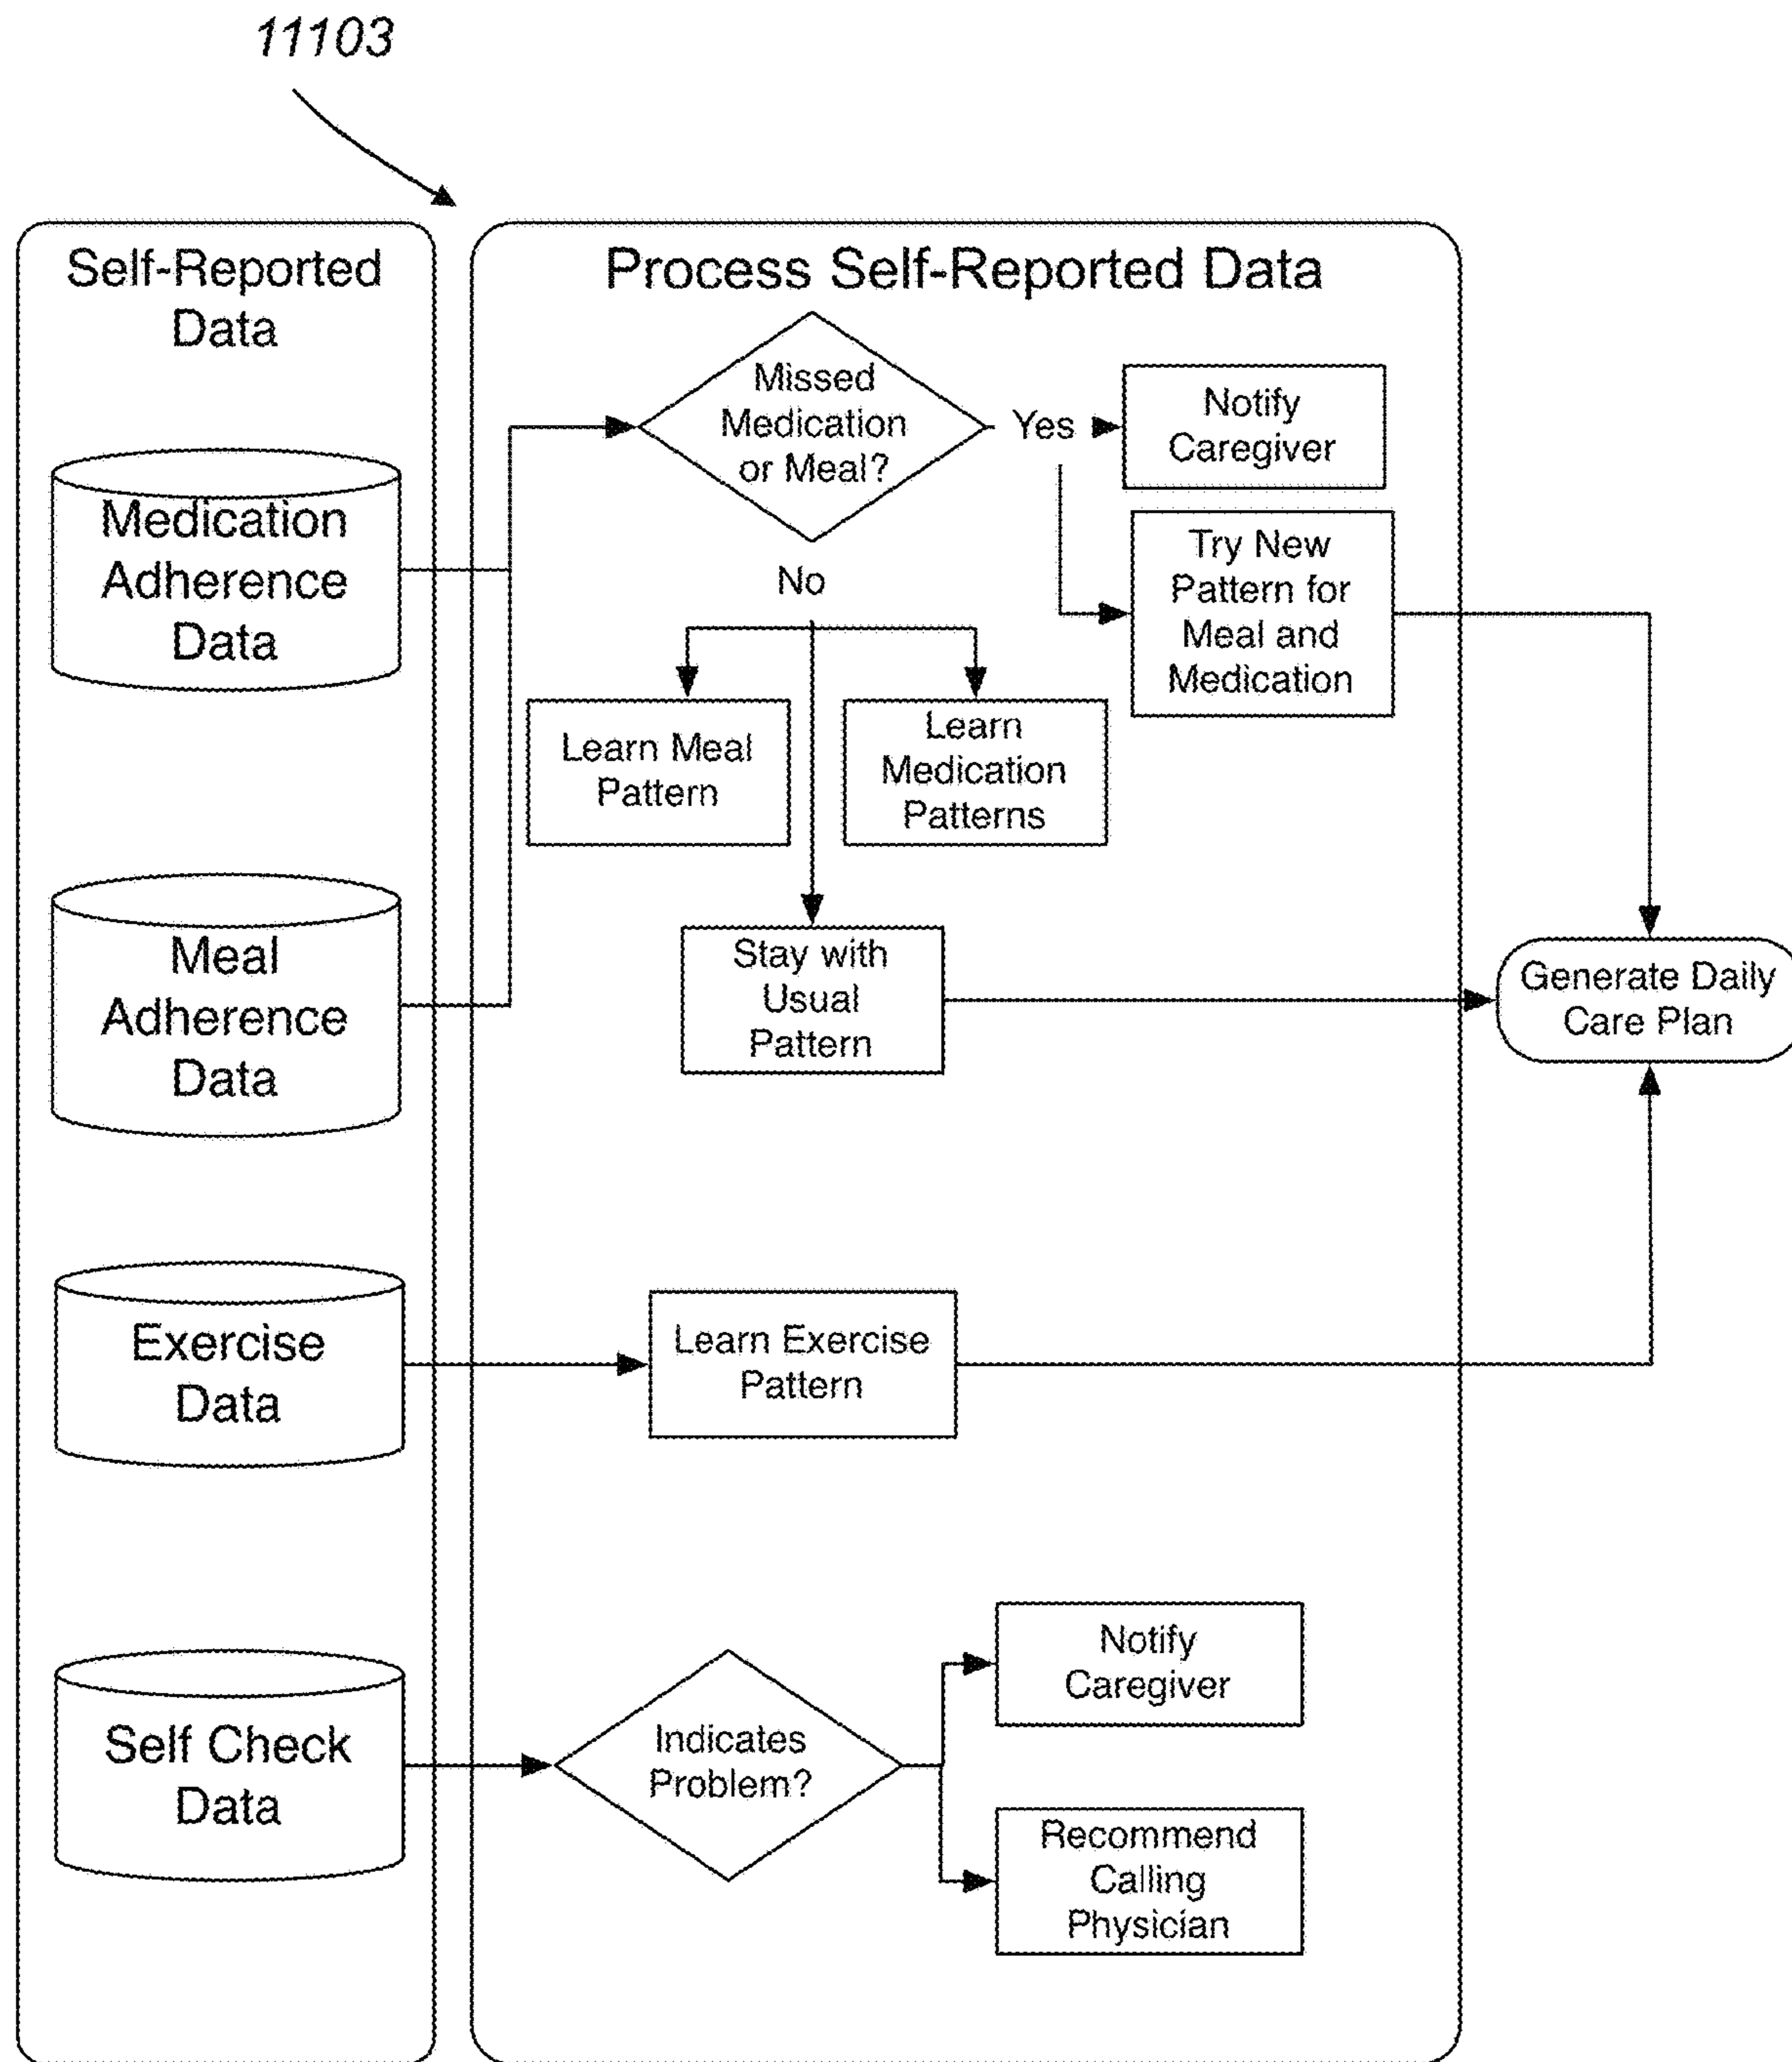 11103
Self-Reported
Data
Medication
Adherence
Data
Meal
Adherence
Data
Exercise
Data
Self Check
Data
Process Self-Reported Data
Missed
Medication
or Meal?
Yes
Notify
Caregiver
Try New
Pattern for
Meal and
Medication
No
Learn Meal
Pattern
Learn
Medication
Patterns
Stay with
Usual
Pattern
Generate Daily
Care Plan
Learn Exercise
Pattern
Indicates
Problem?
Notify
Caregiver
Recommend
Calling
Physician